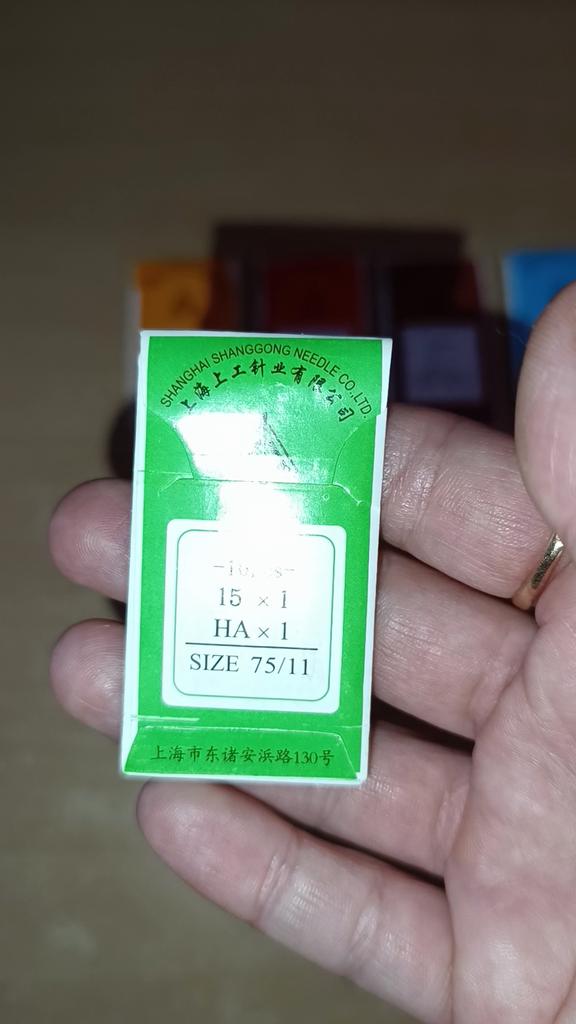 SHANGHAI SHANGGONG NEEDLE CO.,LTD.
上海上工针业有限公司
15 × 1
HA × 1
SIZE 75/11
上海市东诸安浜路130号